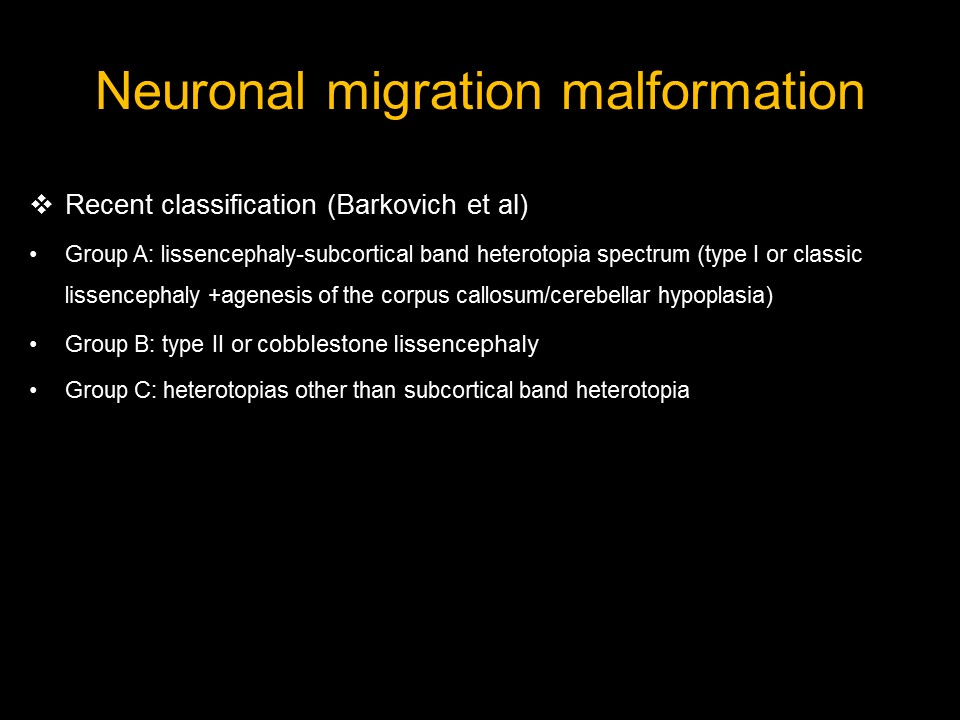 Neuronal migration malformation
❖ Recent classification (Barkovich et al)
• Group A: lissencephaly-subcortical band heterotopia spectrum (type I or classic
lissencephaly +agenesis of the corpus callosum/cerebellar hypoplasia)
• Group B: type II or cobblestone lissencephaly
• Group C: heterotopias other than subcortical band heterotopia